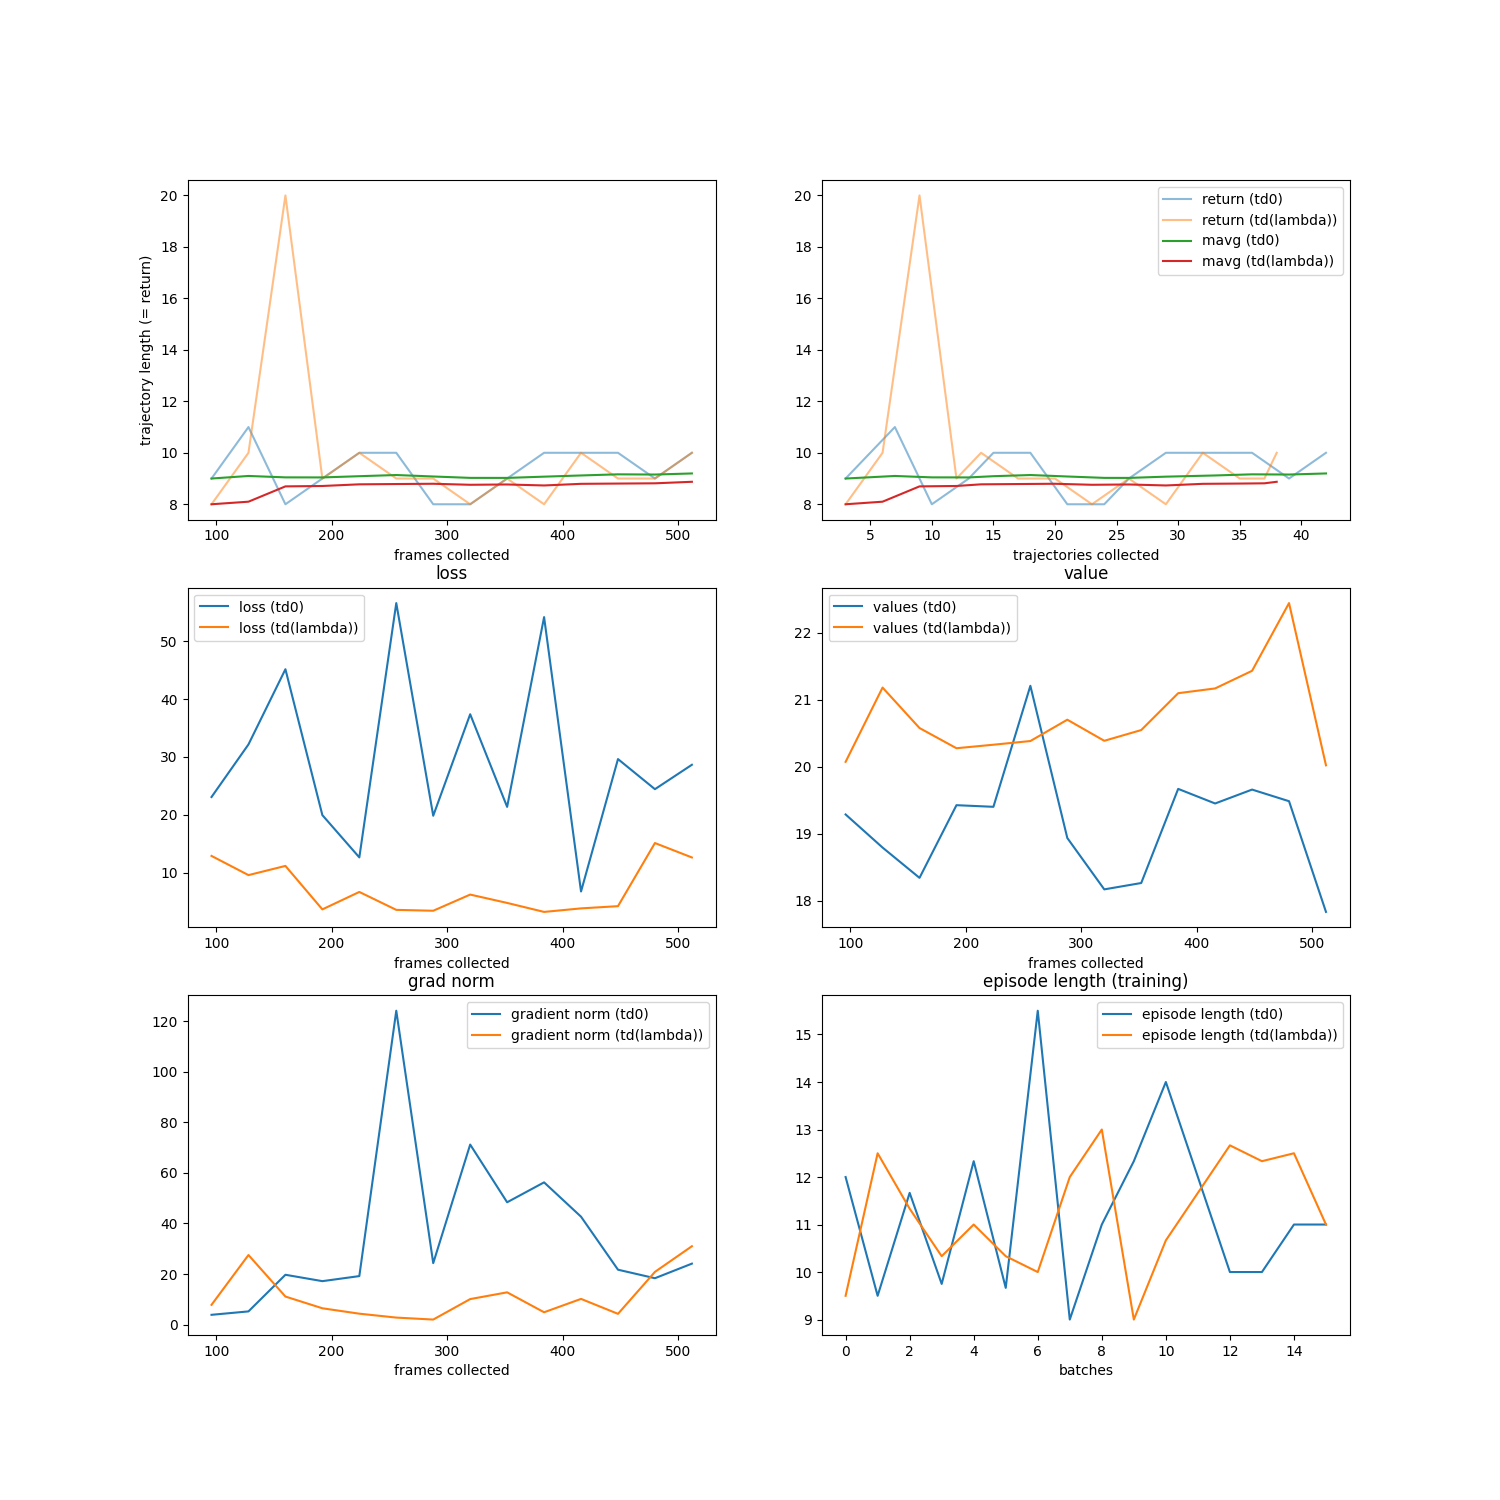 20
18
16
14
12
10
8
trajectory length (= return)
100 200 300 400 500
frames collected
return (td0)
return (td(lambda))
mavg (td0)
mavg (td(lambda))
20
18
16
14
12
10
8
5 10 15 20 25 30 35 40
trajectories collected
loss
loss (td0)
loss (td(lambda))
50
40
30
20
10
100 200 300 400 500
frames collected
value
values (td0)
values (td(lambda))
22
21
20
19
18
100 200 300 400 500
frames collected
grad norm
gradient norm (td0)
gradient norm (td(lambda))
120
100
80
60
40
20
0
100 200 300 400 500
frames collected
episode length (training)
episode length (td0)
episode length (td(lambda))
15
14
13
12
11
10
9
0 2 4 6 8 10 12 14
batches